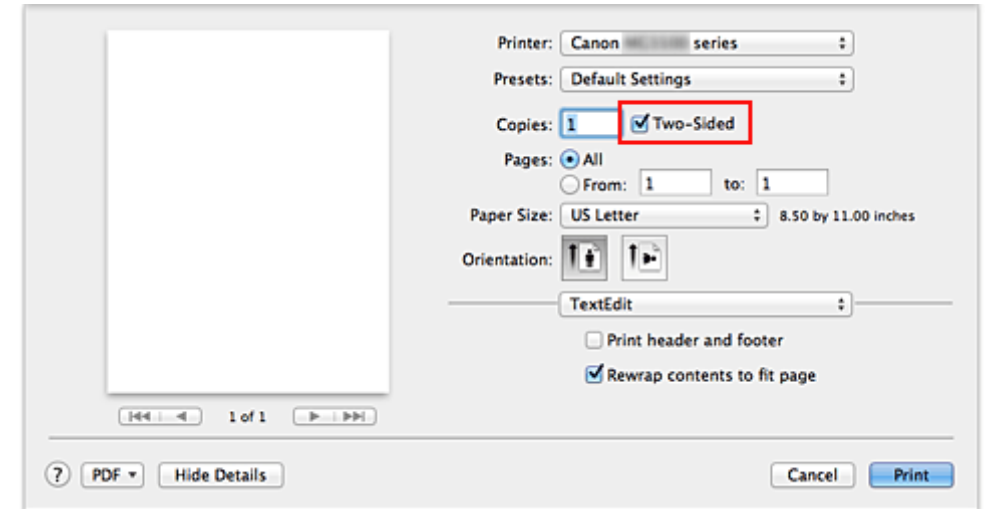 Printer: Canon series
Presets: Default Settings
Copies: 1 Two-Sided
Pages: All
From: 1 to: 1
Paper Size: US Letter 8.50 by 11.00 inches
Orientation:
TextEdit
Print header and footer
Rewrap contents to fit page
1 of 1
? PDF Hide Details Cancel Print